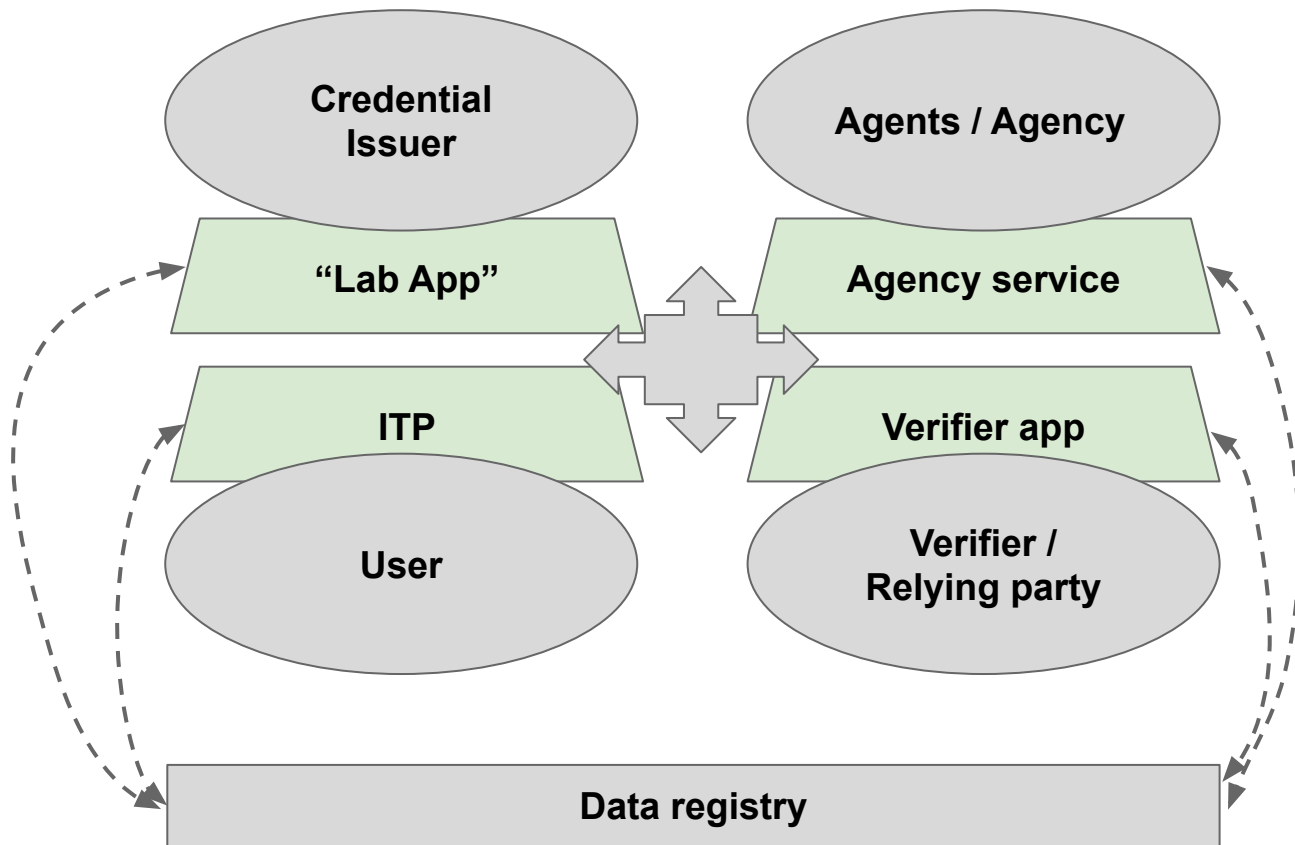 Credential
Issuer
Agents / Agency
“Lab App”
Agency service
ITP
Verifier app
User
Verifier /
Relying party
Data registry